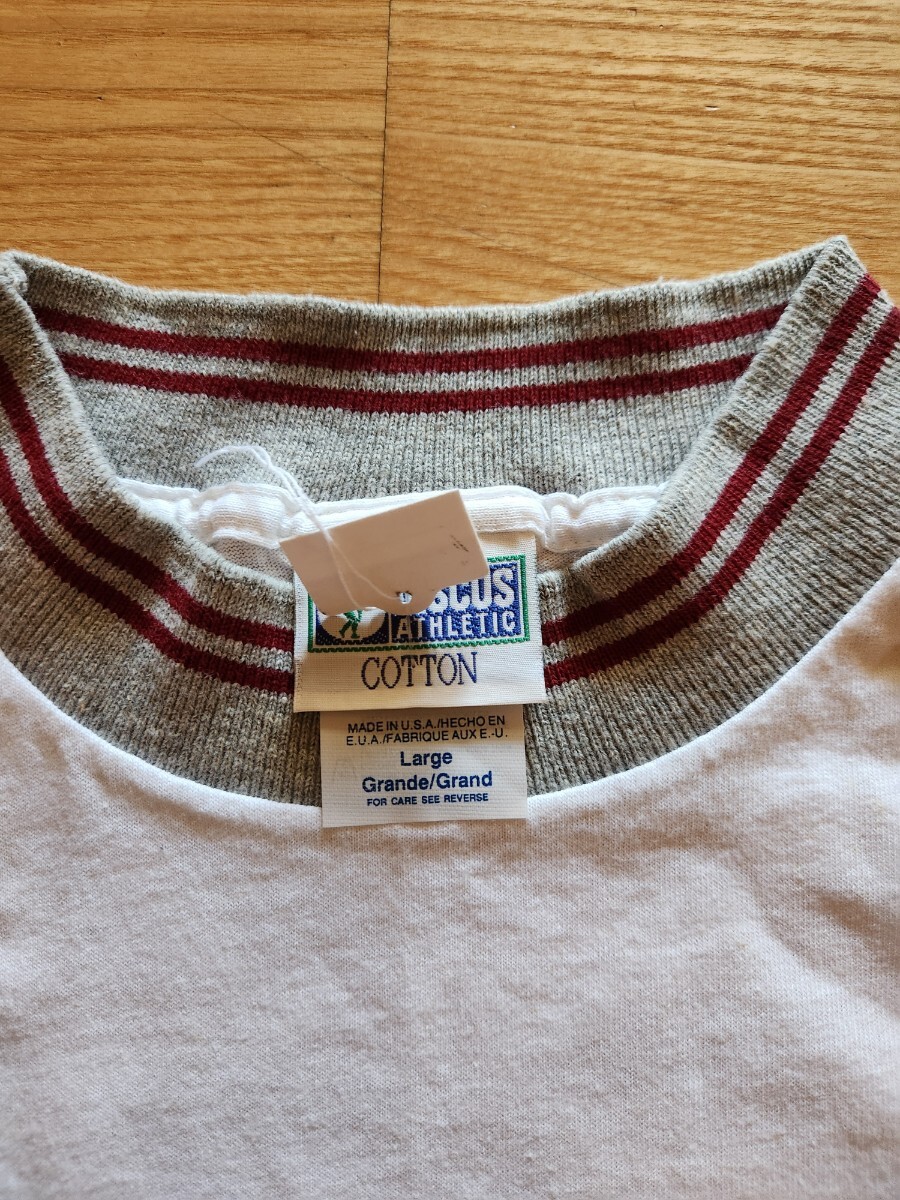 ATHLETIC
COTTON
MADE IN U.S.A./HECHO EN
E.U.A./FABRIQUE AUX E.-U.
Large
Grande/Grand
FOR CARE SEE REVERSE